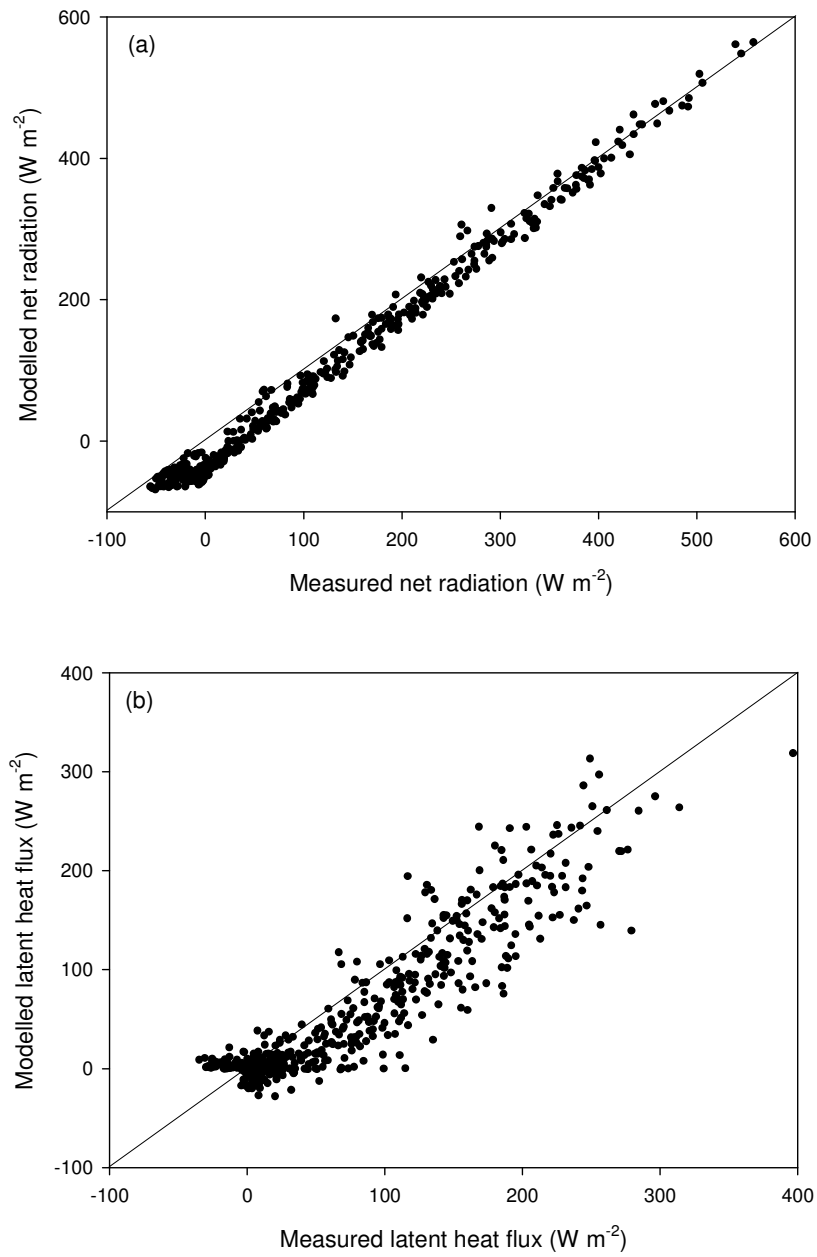 (a)
Modelled net radiation (W m-2)
600
400
200
0
-100 0 100 200 300 400 500 600
Measured net radiation (W m-2)
(b)
Modelled latent heat flux (W m-2)
400
300
200
100
0
-100
-100 0 100 200 300 400
Measured latent heat flux (W m-2)